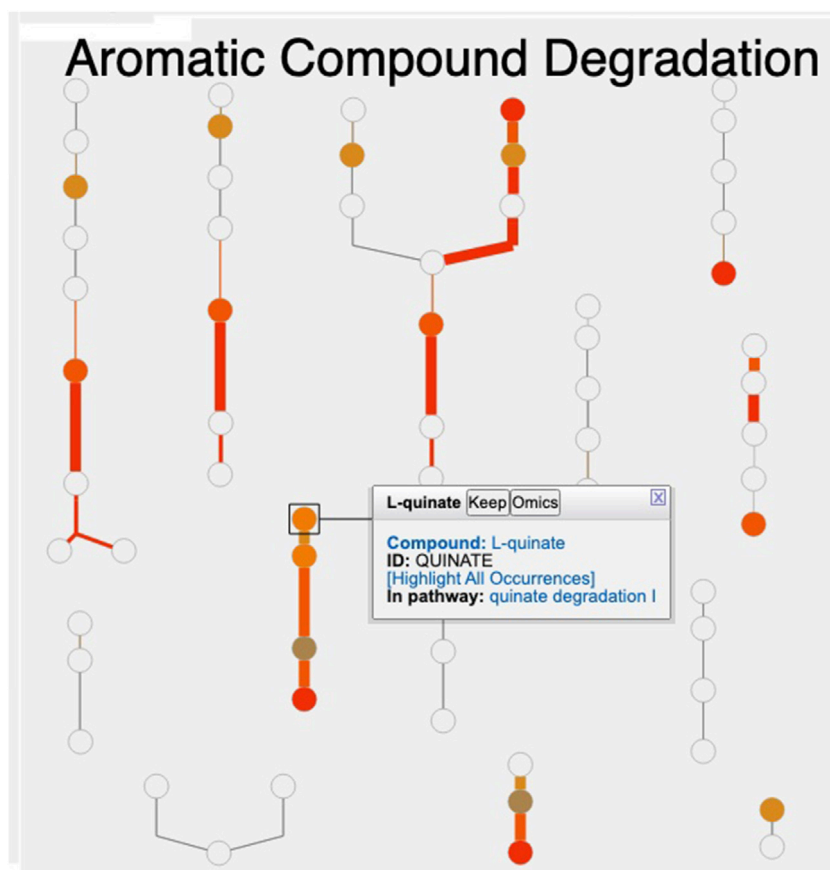 Aromatic Compound Degradation
L-quinate Keep Omics X
Compound: L-quinate
ID: QUINATE
[Highlight All Occurrences]
In pathway: quinate degradation I